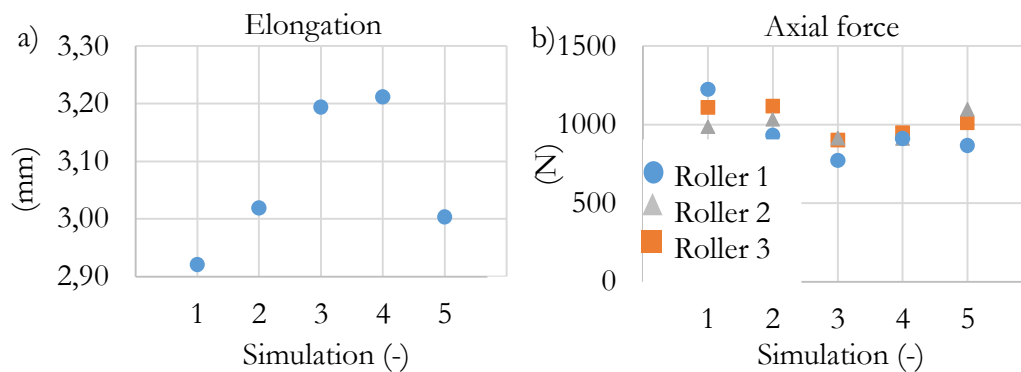 a)
Elongation
3,30
3,20
3,10
3,00
2,90
(mm)
1 2 3 4 5
Simulation (-)
b)
Axial force
1500
1000
500
0
(N)
Roller 1
Roller 2
Roller 3
1 2 3 4 5
Simulation (-)